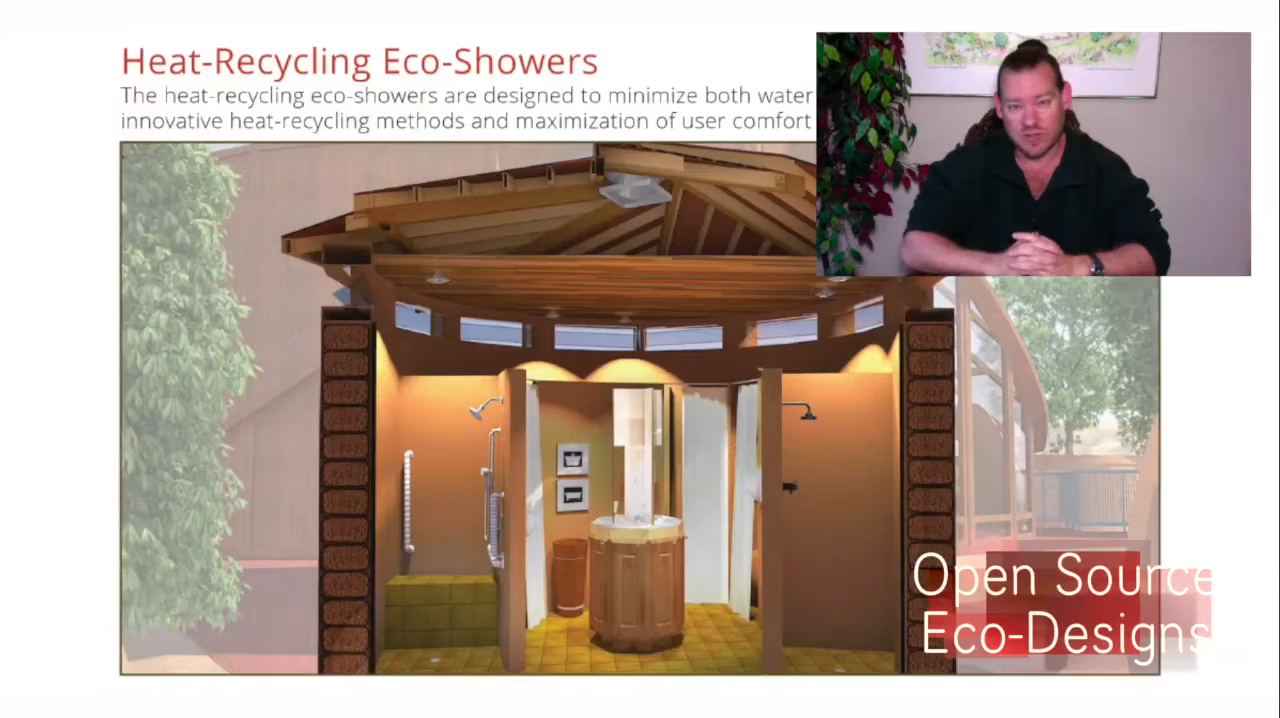 Heat-Recycling Eco-Showers
The heat-recycling eco-showers are designed to minimize both water
innovative heat-recycling methods and maximization of user comfort
Open Source
Eco-Designs